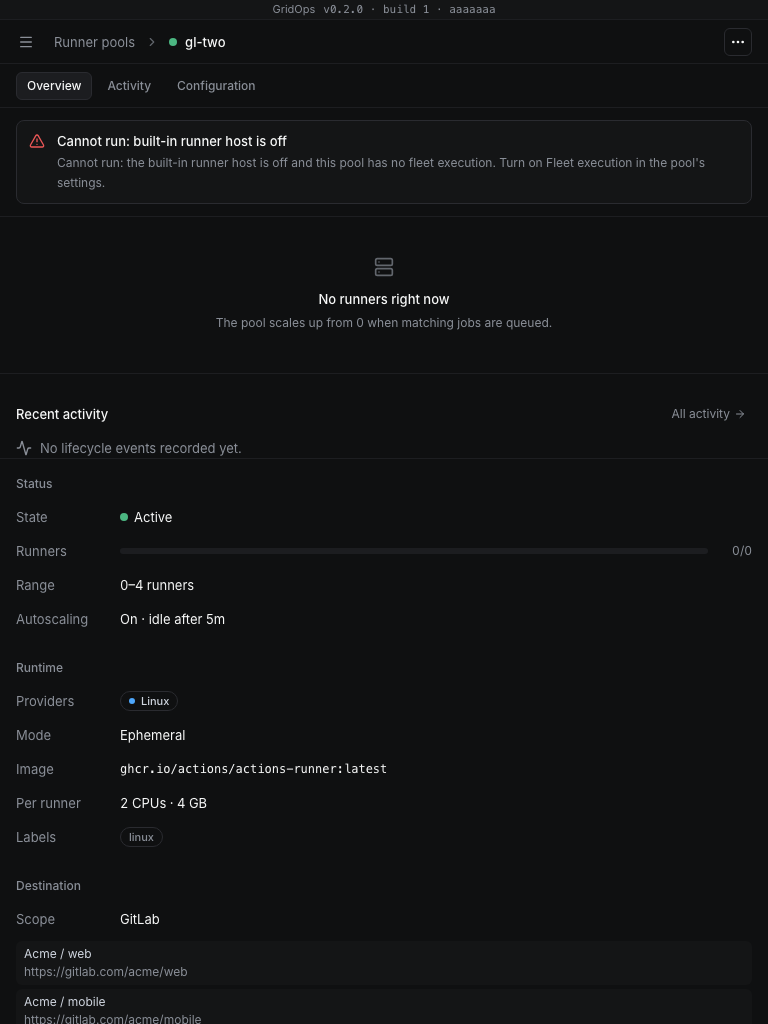 GridOps v0.2.0 · build 1 · aaaaaaa
Runner pools > gl-two
Overview Activity Configuration
Cannot run: built-in runner host is off
Cannot run: the built-in runner host is off and this pool has no fleet execution. Turn on Fleet execution in the pool's
settings.
No runners right now
The pool scales up from 0 when matching jobs are queued.
Recent activity All activity →
No lifecycle events recorded yet.
Status
State Active
Runners 0/0
Range 0–4 runners
Autoscaling On · idle after 5m
Runtime
Providers Linux
Mode Ephemeral
Image ghcr.io/actions/actions-runner:latest
Per runner 2 CPUs · 4 GB
Labels linux
Destination
Scope GitLab
Acme / web
https://gitlab.com/acme/web
Acme / mobile
https://gitlab.com/acme/mobile